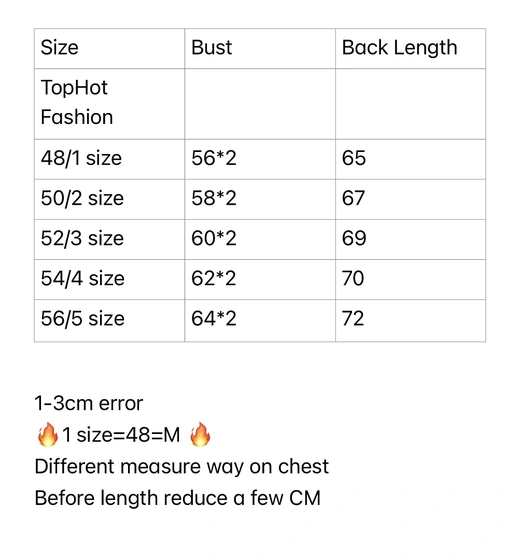 Size Bust Back Length
TopHot
Fashion
48/1 size 56*2 65
50/2 size 58*2 67
52/3 size 60*2 69
54/4 size 62*2 70
56/5 size 64*2 72
1-3cm error
🔥1 size=48=M 🔥
Different measure way on chest
Before length reduce a few CM